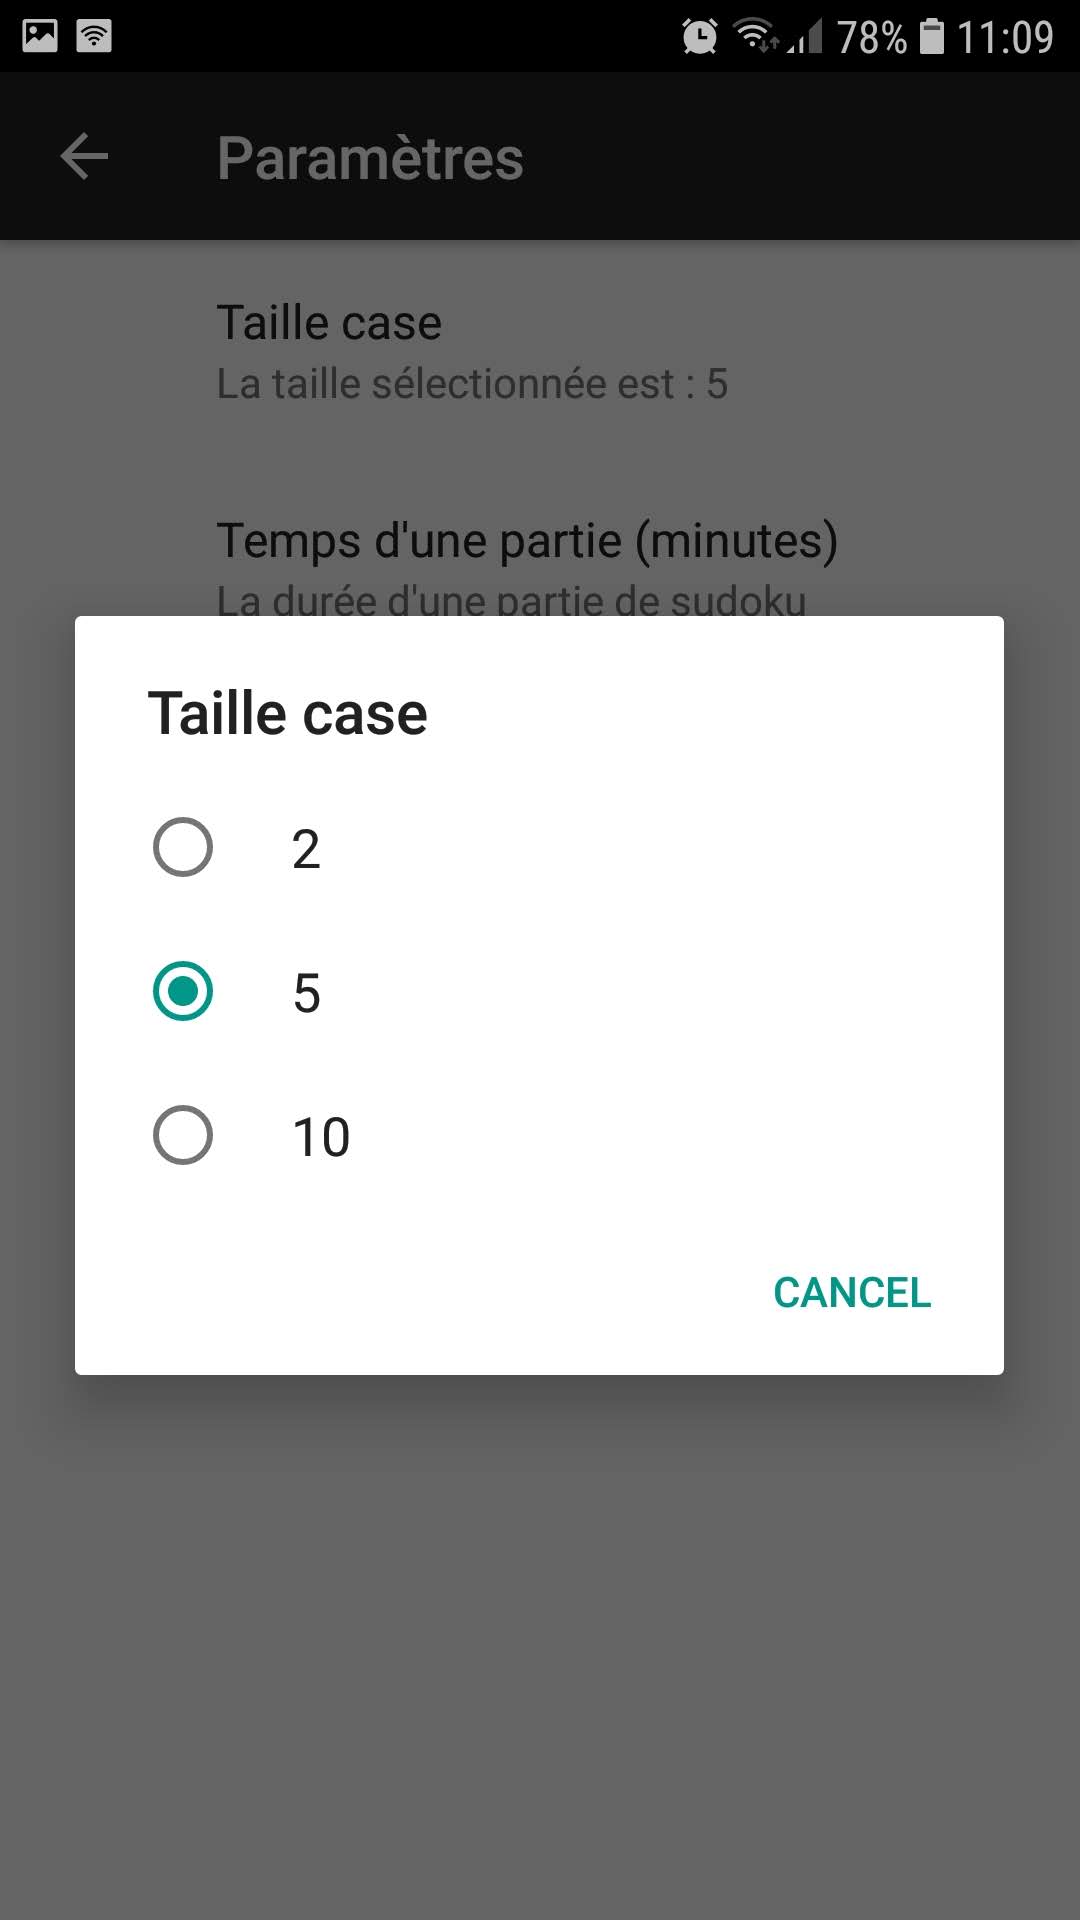 78% 11:09
Paramètres
Taille case
La taille sélectionnée est : 5
Temps d'une partie (minutes)
La durée d'une partie de sudoku
Taille case
2
5
10
CANCEL